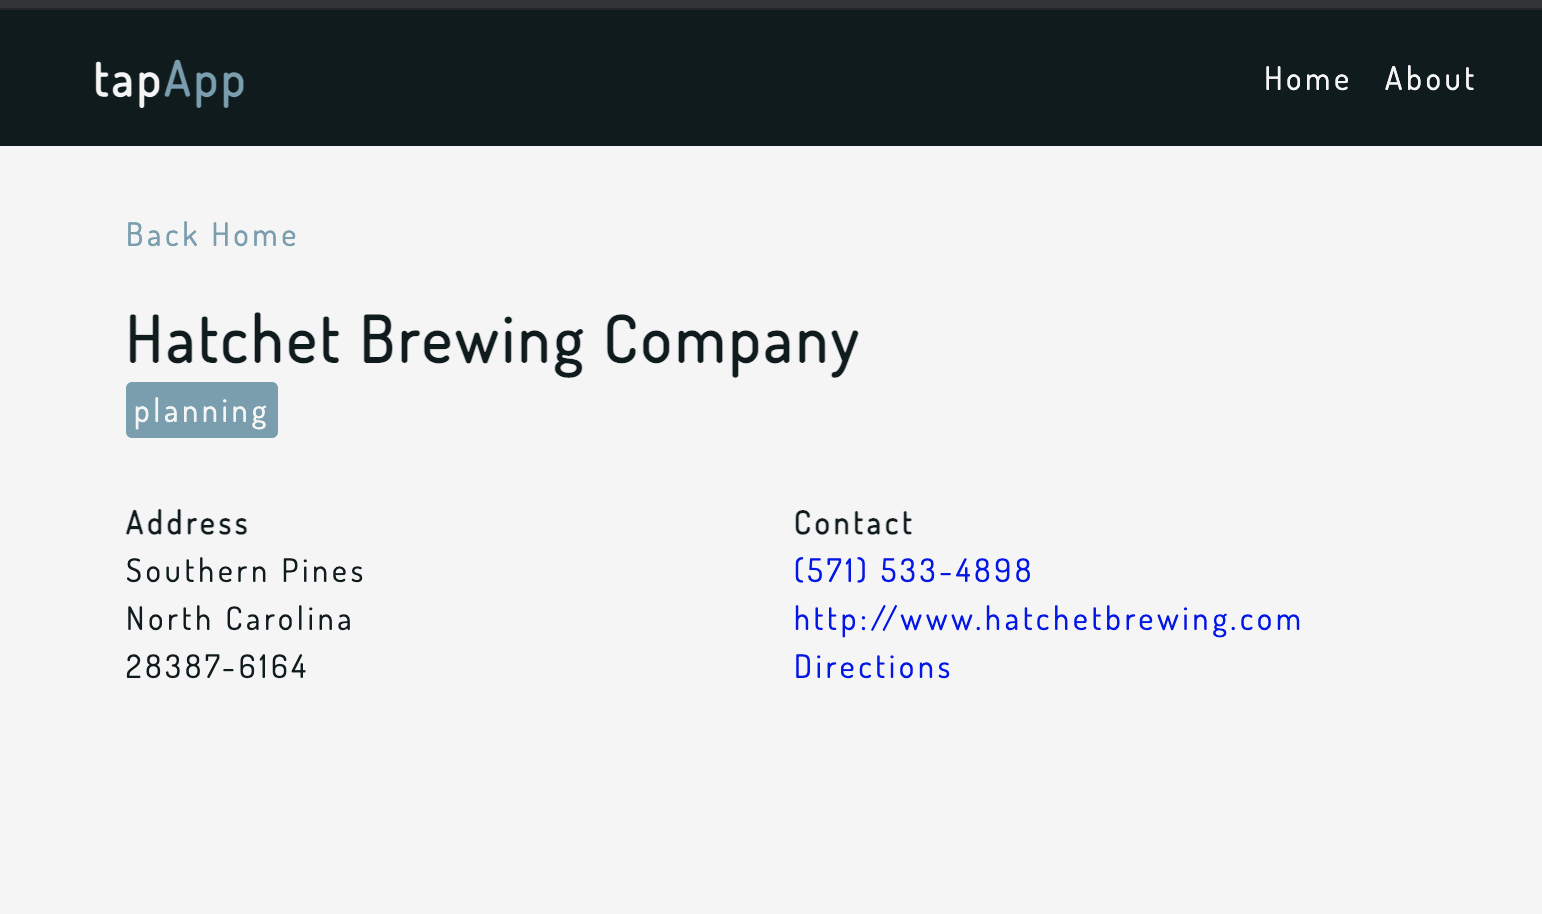 tapApp
Home About
Back Home
Hatchet Brewing Company
planning
Address
Southern Pines
North Carolina
28387-6164
Contact
(571) 533-4898
http://www.hatchetbrewing.com
Directions